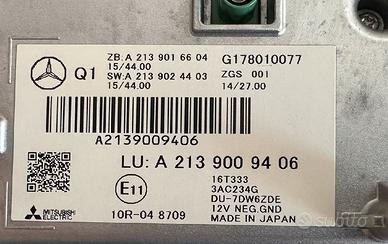 ZB: A 213 901 66 04
15/44.00
G178010077
Q1
SW: A 213 902 44 03
15/44.00
ZGS 001
14/27.00
A2139009406
LU: A 213 900 94 06
E11
16T333
3AC234G
DU-7DW6ZDE
12V NEG.GND
MITSUBISHI
ELECTRIC
10R-04 8709
MADE IN JAPAN
subito